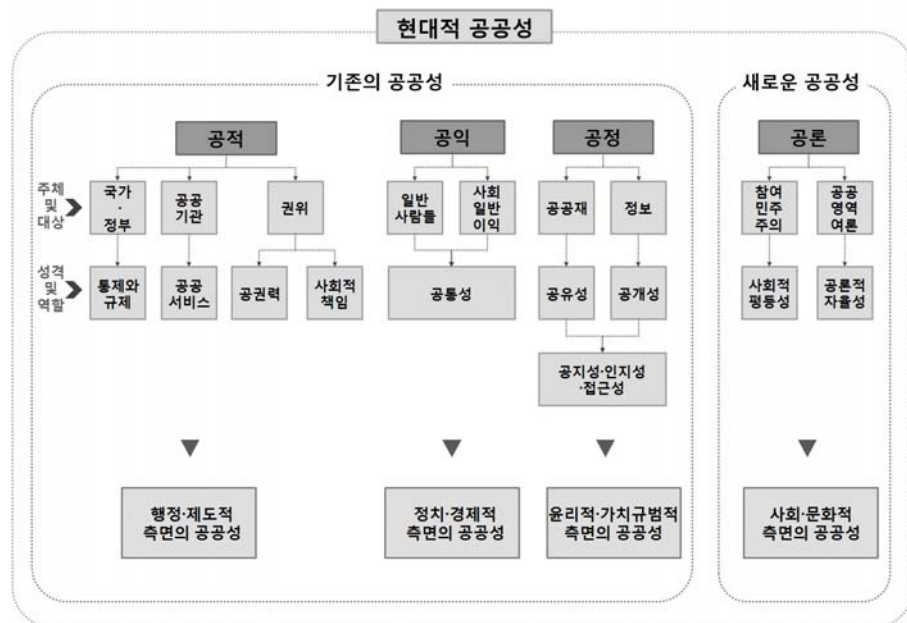 현대적 공공성
기존의 공공성
새로운 공공성
공적
공익
공정
공론
주체
및
대상
국가
·
정부
공공
기관
권위
일반
사람들
사회
일반
이익
공공재
정보
참여
민주
주의
공공
영역
여론
성격
및
역할
통제와
규제
공공
서비스
공권력
사회적
책임
공통성
공유성
공개성
사회적
평등성
공론적
자율성
공지성·인지성
·접근성
행정·제도적
측면의 공공성
정치·경제적
측면의 공공성
윤리적·가치규범적
측면의 공공성
사회·문화적
측면의 공공성